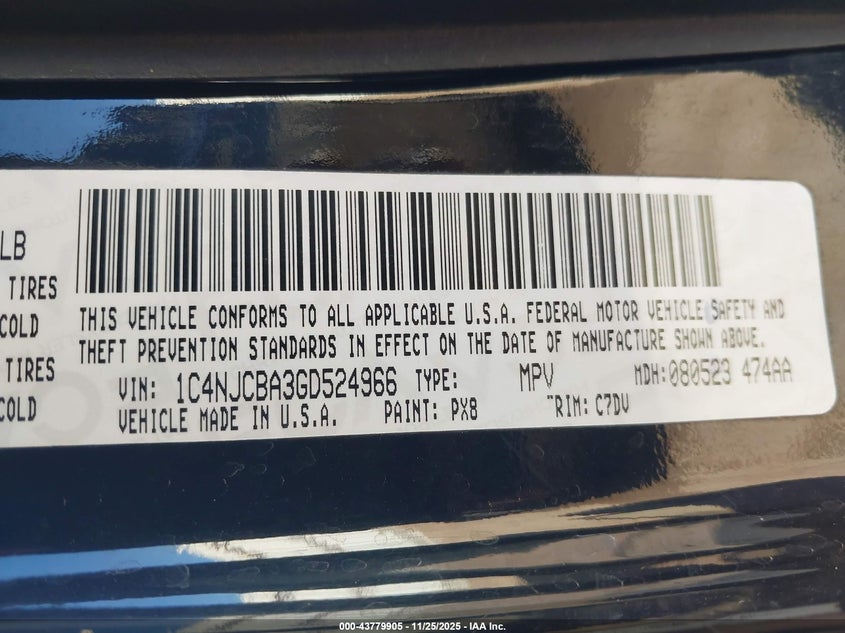 LB
TIRES
COLD
TIRES
COLD
THIS VEHICLE CONFORMS TO ALL APPLICABLE U.S.A. FEDERAL MOTOR VEHICLE SAFETY AND
THEFT PREVENTION STANDARDS IN EFFECT ON THE DATE OF MANUFACTURE SHOWN ABOVE.
VIN: 1C4NJCBA3GD524966 TYPE: MPV MDH:080523 474AA
VEHICLE MADE IN U.S.A. PAINT: PX8 TRIM: C7DV
000-43779905 - 11/25/2025 - IAA Inc.